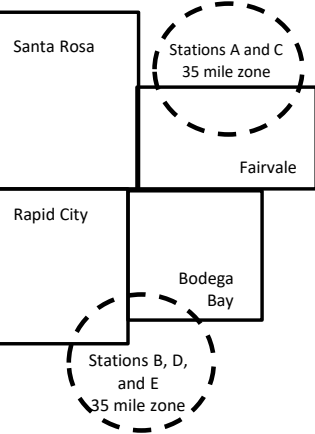 Santa Rosa
Stations A and C
35 mile zone
Fairvale
Rapid City
Bodega
Bay
Stations B, D,
and E
35 mile zone